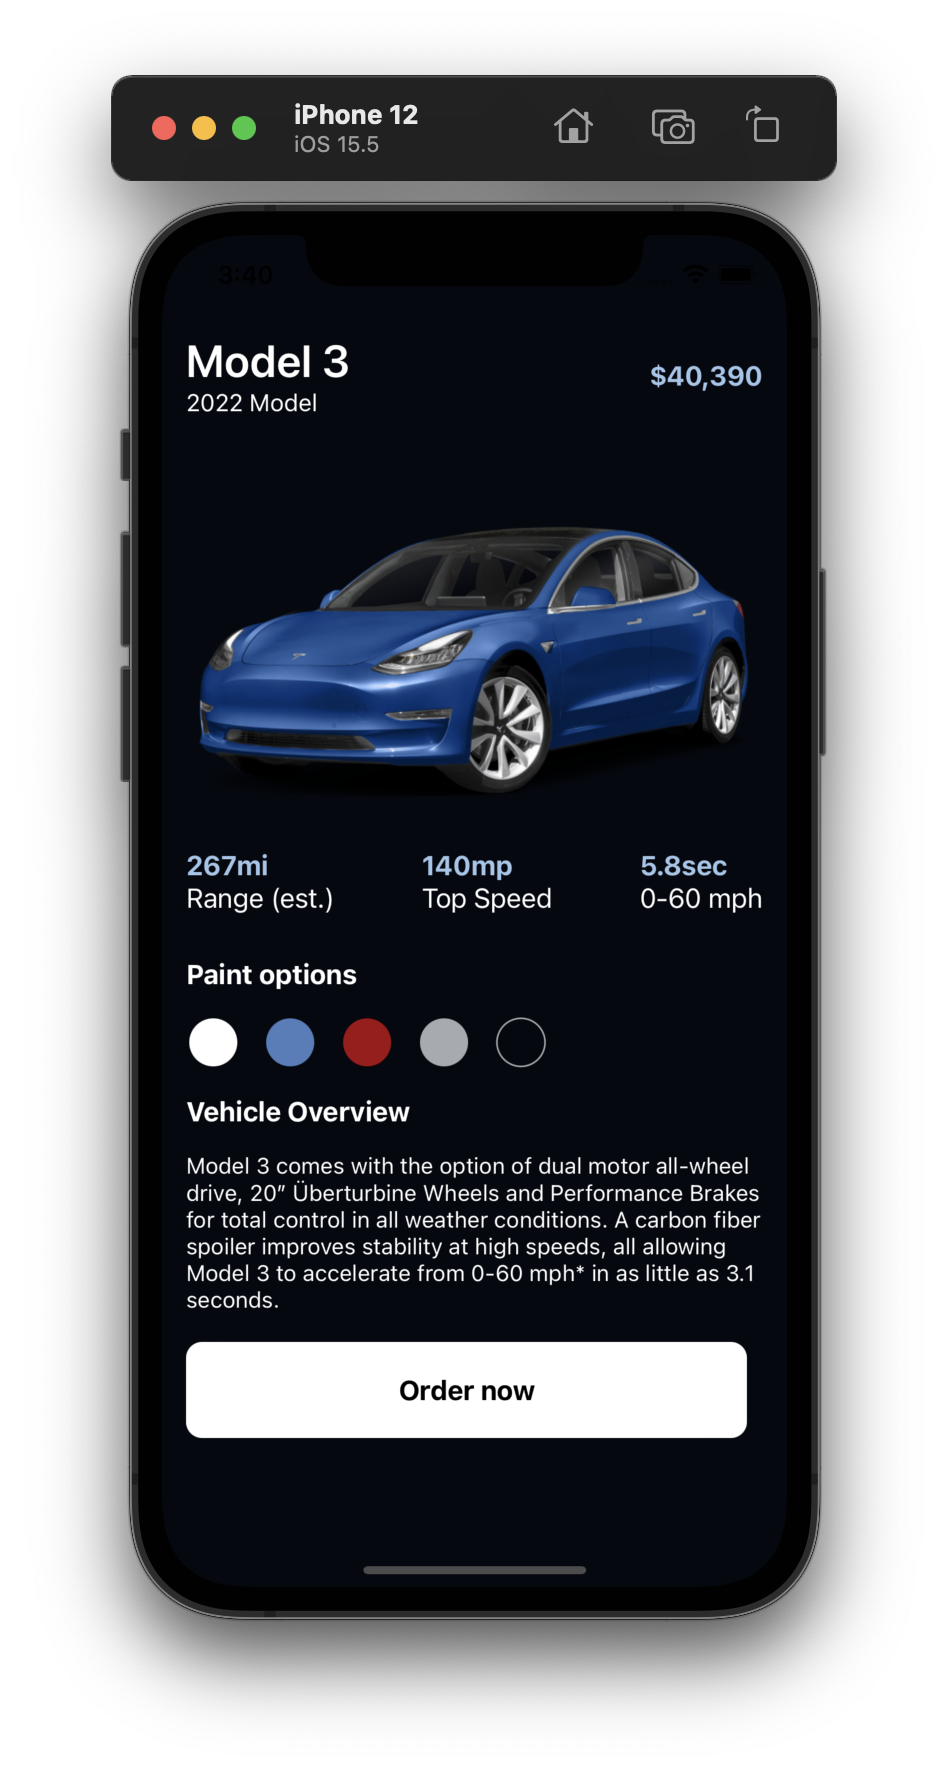 iPhone 12
iOS 15.5
3:40
Model 3
2022 Model
$40,390
267mi
Range (est.)
140mp
Top Speed
5.8sec
0-60 mph
Paint options
Vehicle Overview
Model 3 comes with the option of dual motor all-wheel
drive, 20” Überturbine Wheels and Performance Brakes
for total control in all weather conditions. A carbon fiber
spoiler improves stability at high speeds, all allowing
Model 3 to accelerate from 0-60 mph* in as little as 3.1
seconds.
Order now